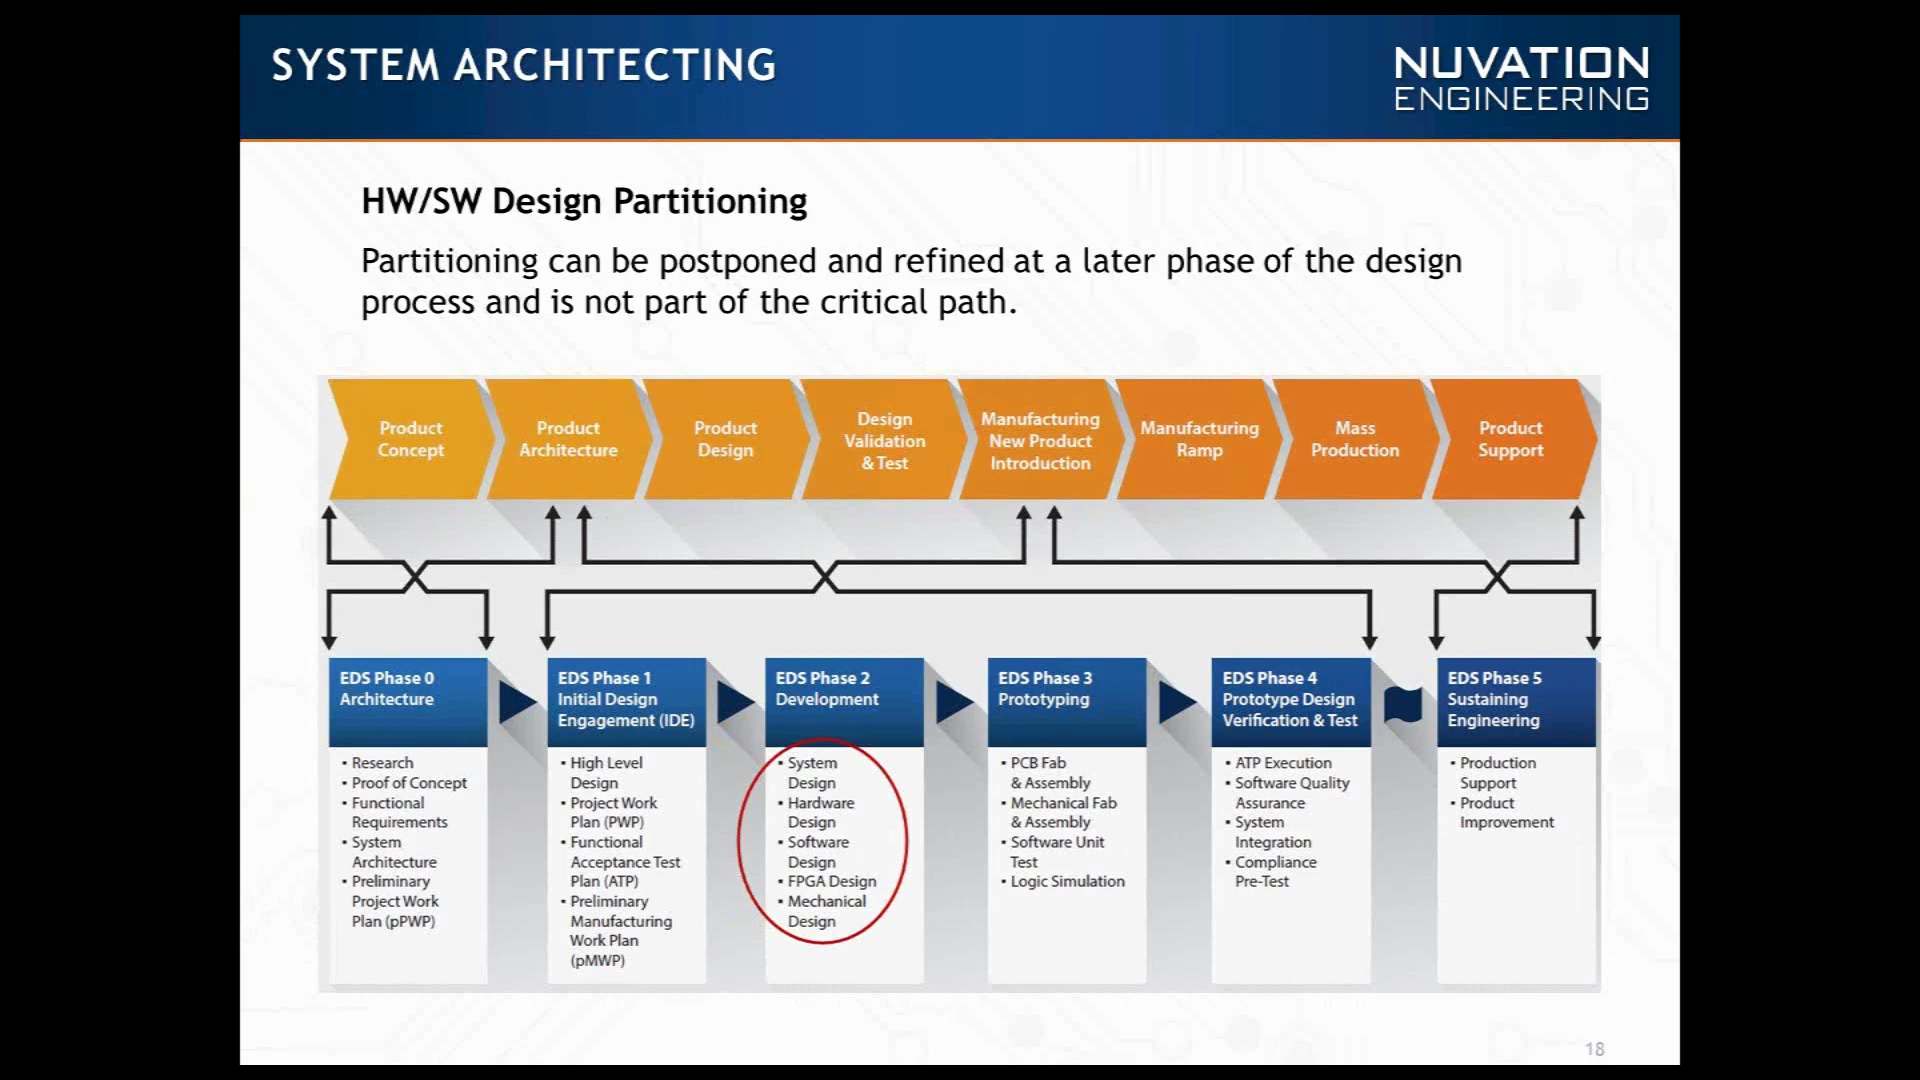 SYSTEM ARCHITECTING
NUVATION
ENGINEERING
HW/SW Design Partitioning
Partitioning can be postponed and refined at a later phase of the design
process and is not part of the critical path.
Product
Concept
Product
Architecture
Product
Design
Design
Validation
& Test
Manufacturing
New Product
Introduction
Manufacturing
Ramp
Mass
Production
Product
Support
EDS Phase 0
Architecture
• Research
• Proof of Concept
• Functional
Requirements
• System
Architecture
• Preliminary
Project Work
Plan (pPWP)
EDS Phase 1
Initial Design
Engagement (IDE)
• High Level
Design
• Project Work
Plan (PWP)
• Functional
Acceptance Test
Plan (ATP)
• Preliminary
Manufacturing
Work Plan
(pMWP)
EDS Phase 2
Development
• System
Design
• Hardware
Design
• Software
Design
• FPGA Design
• Mechanical
Design
EDS Phase 3
Prototyping
• PCB Fab
& Assembly
• Mechanical Fab
& Assembly
• Software Unit
Test
• Logic Simulation
EDS Phase 4
Prototype Design
Verification & Test
• ATP Execution
• Software Quality
Assurance
• System
Integration
• Compliance
Pre-Test
EDS Phase 5
Sustaining
Engineering
• Production
Support
• Product
Improvement
18